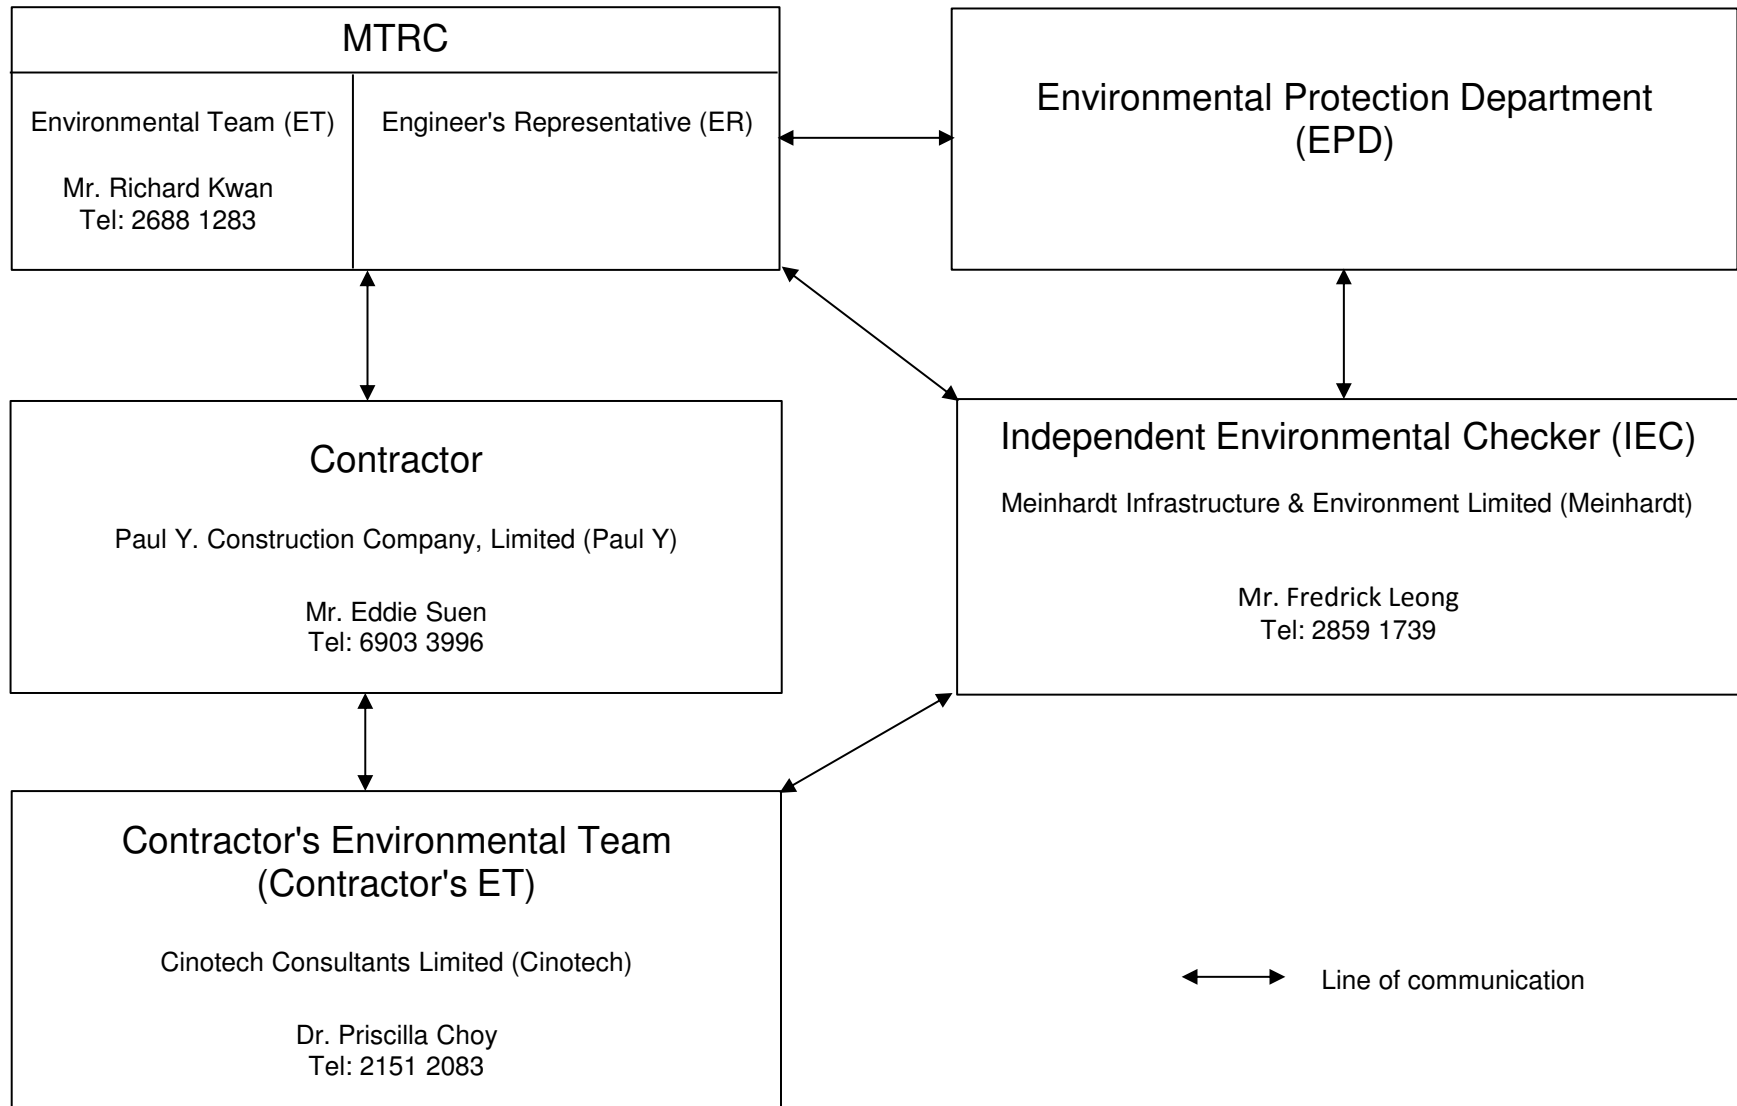 MTRC
Environmental Team (ET)
Mr. Richard Kwan
Tel: 2688 1283
Engineer's Representative (ER)
Environmental Protection Department
(EPD)
Contractor
Paul Y. Construction Company, Limited (Paul Y)
Mr. Eddie Suen
Tel: 6903 3996
Independent Environmental Checker (IEC)
Meinhardt Infrastructure & Environment Limited (Meinhardt)
Mr. Fredrick Leong
Tel: 2859 1739
Contractor's Environmental Team
(Contractor's ET)
Cinotech Consultants Limited (Cinotech)
Dr. Priscilla Choy
Tel: 2151 2083
Line of communication